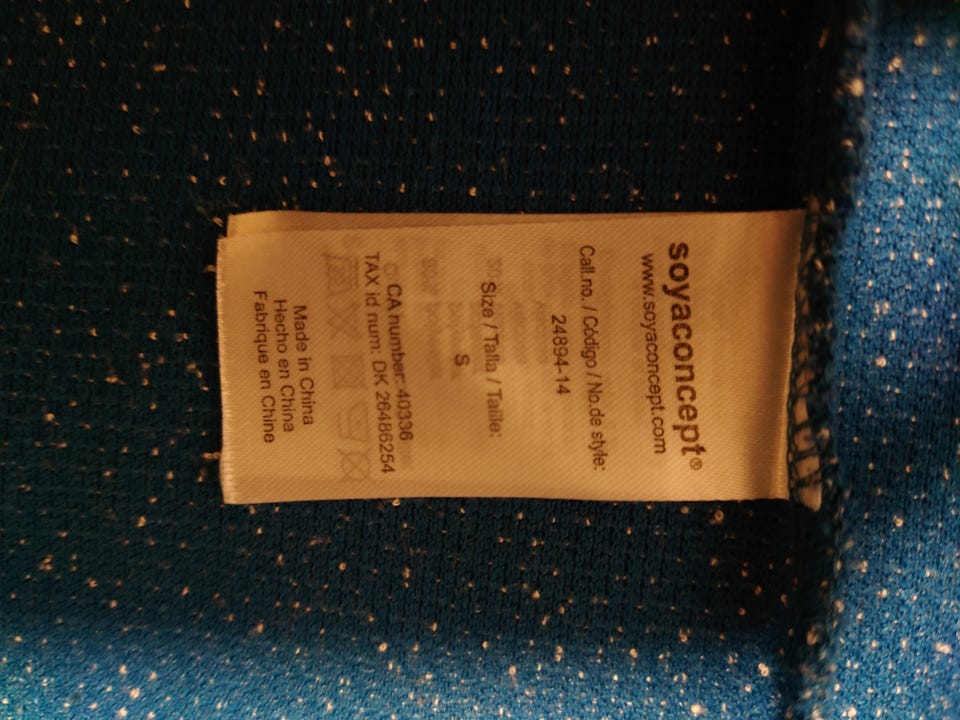 soyaconcept®
www.soyaconcept.com
Call.no. / Código / No.de style:
24894-14
Size / Talla / Taille:
S
CA number: 40336
TAX id num: DK 26486254
Made in China
Hecho en China
Fabrique en Chine